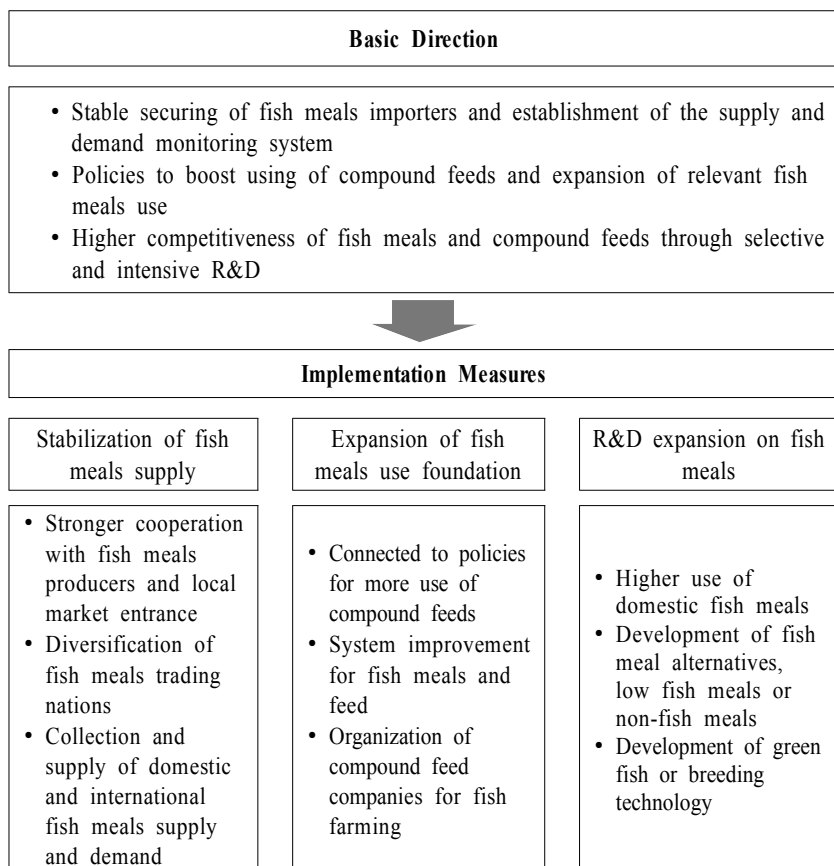 Basic Direction
• Stable securing of fish meals importers and establishment of the supply and
demand monitoring system
• Policies to boost using of compound feeds and expansion of relevant fish
meals use
• Higher competitiveness of fish meals and compound feeds through selective
and intensive R&D
Implementation Measures
Stabilization of fish
meals supply
• Stronger cooperation
with fish meals
producers and local
market entrance
• Diversification of
fish meals trading
nations
• Collection and
supply of domestic
and international
fish meals supply
and demand
Expansion of fish
meals use foundation
• Connected to policies
for more use of
compound feeds
• System improvement
for fish meals and
feed
• Organization of
compound feed
companies for fish
farming
R&D expansion on fish
meals
• Higher use of
domestic fish meals
• Development of fish
meal alternatives,
low fish meals or
non-fish meals
• Development of green
fish or breeding
technology